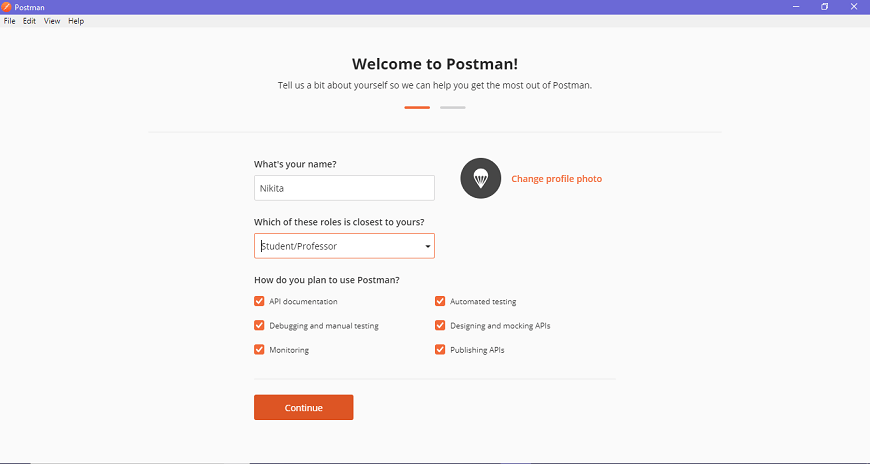 Postman
File Edit View Help
Welcome to Postman!
Tell us a bit about yourself so we can help you get the most out of Postman.
What's your name?
Nikita
Change profile photo
Which of these roles is closest to yours?
Student/Professor
How do you plan to use Postman?
API documentation
Automated testing
Debugging and manual testing
Designing and mocking APIs
Monitoring
Publishing APIs
Continue